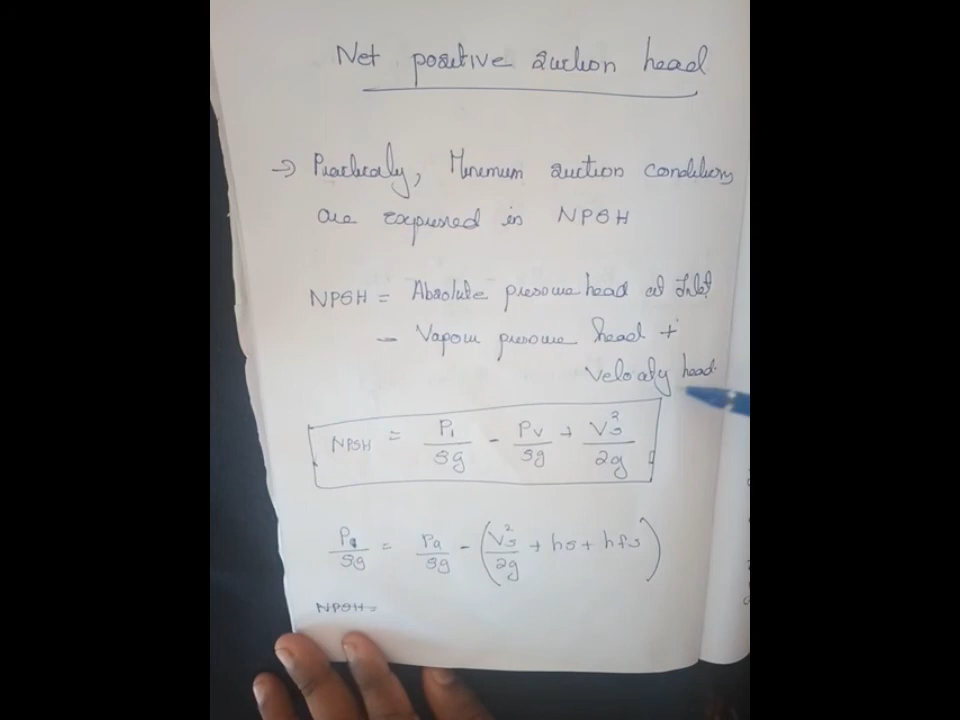 Net positive suction head
→ Practically, Minimum suction conditions
are expressed in NPSH
NPSH = Absolute pressure head at Inlet
- Vapour pressure head +
Velocity head.
NPSH = P₁/ρg - Pv/ρg + Vs²/2g
P₁/ρg = Pa/ρg - (Vs²/2g + hs + hfs)
NPSH =